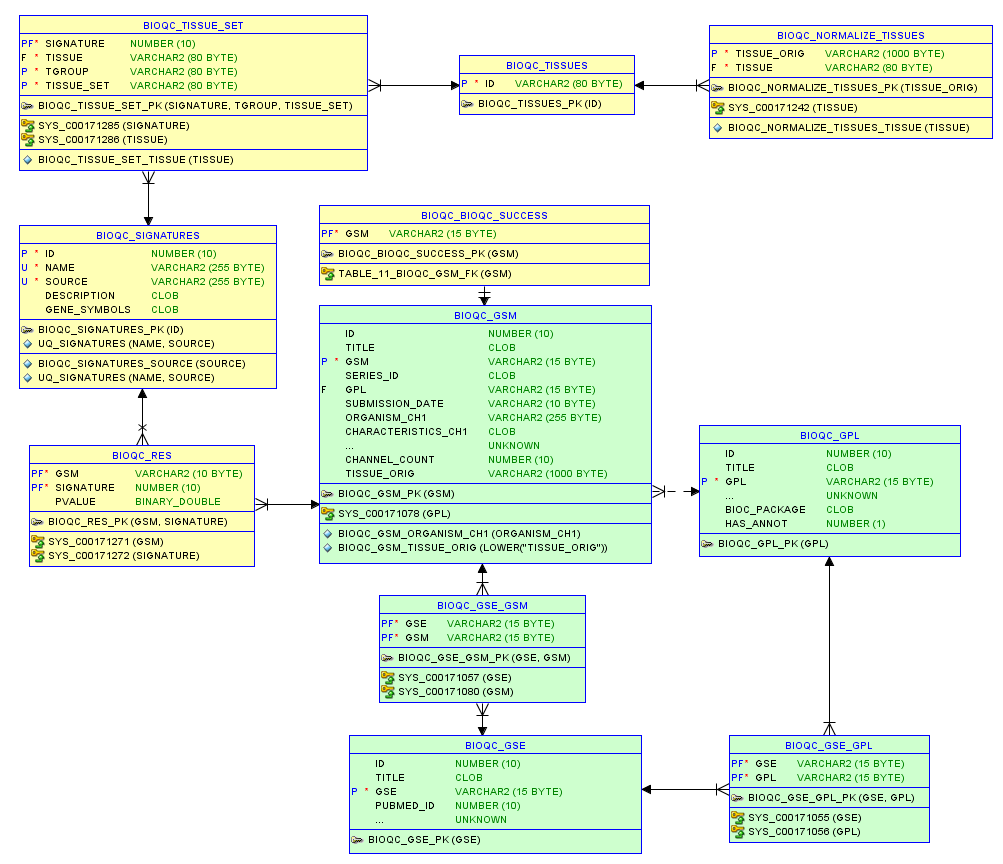 BIOQC_TISSUE_SET
PF* SIGNATURE NUMBER (10)
F * TISSUE VARCHAR2 (80 BYTE)
P * TGROUP VARCHAR2 (80 BYTE)
P * TISSUE_SET VARCHAR2 (80 BYTE)
BIOQC_TISSUE_SET_PK (SIGNATURE, TGROUP, TISSUE_SET)
SYS_C00171285 (SIGNATURE)
SYS_C00171286 (TISSUE)
BIOQC_TISSUE_SET_TISSUE (TISSUE)
BIOQC_TISSUES
P * ID VARCHAR2 (80 BYTE)
BIOQC_TISSUES_PK (ID)
BIOQC_NORMALIZE_TISSUES
P * TISSUE_ORIG VARCHAR2 (1000 BYTE)
F * TISSUE VARCHAR2 (80 BYTE)
BIOQC_NORMALIZE_TISSUES_PK (TISSUE_ORIG)
SYS_C00171242 (TISSUE)
BIOQC_NORMALIZE_TISSUES_TISSUE (TISSUE)
BIOQC_SIGNATURES
P * ID NUMBER (10)
U * NAME VARCHAR2 (255 BYTE)
U * SOURCE VARCHAR2 (255 BYTE)
DESCRIPTION CLOB
GENE_SYMBOLS CLOB
BIOQC_SIGNATURES_PK (ID)
UQ_SIGNATURES (NAME, SOURCE)
BIOQC_SIGNATURES_SOURCE (SOURCE)
UQ_SIGNATURES (NAME, SOURCE)
BIOQC_BIOQC_SUCCESS
PF* GSM VARCHAR2 (15 BYTE)
BIOQC_BIOQC_SUCCESS_PK (GSM)
TABLE_11_BIOQC_GSM_FK (GSM)
BIOQC_GSM
ID NUMBER (10)
TITLE CLOB
P * GSM VARCHAR2 (15 BYTE)
SERIES_ID CLOB
F GPL VARCHAR2 (15 BYTE)
SUBMISSION_DATE VARCHAR2 (10 BYTE)
ORGANISM_CH1 VARCHAR2 (255 BYTE)
CHARACTERISTICS_CH1 CLOB
... UNKNOWN
CHANNEL_COUNT NUMBER (10)
TISSUE_ORIG VARCHAR2 (1000 BYTE)
BIOQC_GSM_PK (GSM)
SYS_C00171078 (GPL)
BIOQC_GSM_ORGANISM_CH1 (ORGANISM_CH1)
BIOQC_GSM_TISSUE_ORIG (LOWER("TISSUE_ORIG"))
BIOQC_RES
PF* GSM VARCHAR2 (10 BYTE)
PF* SIGNATURE NUMBER (10)
PVALUE BINARY_DOUBLE
BIOQC_RES_PK (GSM, SIGNATURE)
SYS_C00171271 (GSM)
SYS_C00171272 (SIGNATURE)
BIOQC_GPL
ID NUMBER (10)
TITLE CLOB
P * GPL VARCHAR2 (15 BYTE)
... UNKNOWN
BIOC_PACKAGE CLOB
HAS_ANNOT NUMBER (1)
BIOQC_GPL_PK (GPL)
BIOQC_GSE_GSM
PF* GSE VARCHAR2 (15 BYTE)
PF* GSM VARCHAR2 (15 BYTE)
BIOQC_GSE_GSM_PK (GSE, GSM)
SYS_C00171057 (GSE)
SYS_C00171080 (GSM)
BIOQC_GSE
ID NUMBER (10)
TITLE CLOB
P * GSE VARCHAR2 (15 BYTE)
PUBMED_ID NUMBER (10)
... UNKNOWN
BIOQC_GSE_PK (GSE)
BIOQC_GSE_GPL
PF* GSE VARCHAR2 (15 BYTE)
PF* GPL VARCHAR2 (15 BYTE)
BIOQC_GSE_GPL_PK (GSE, GPL)
SYS_C00171055 (GSE)
SYS_C00171056 (GPL)